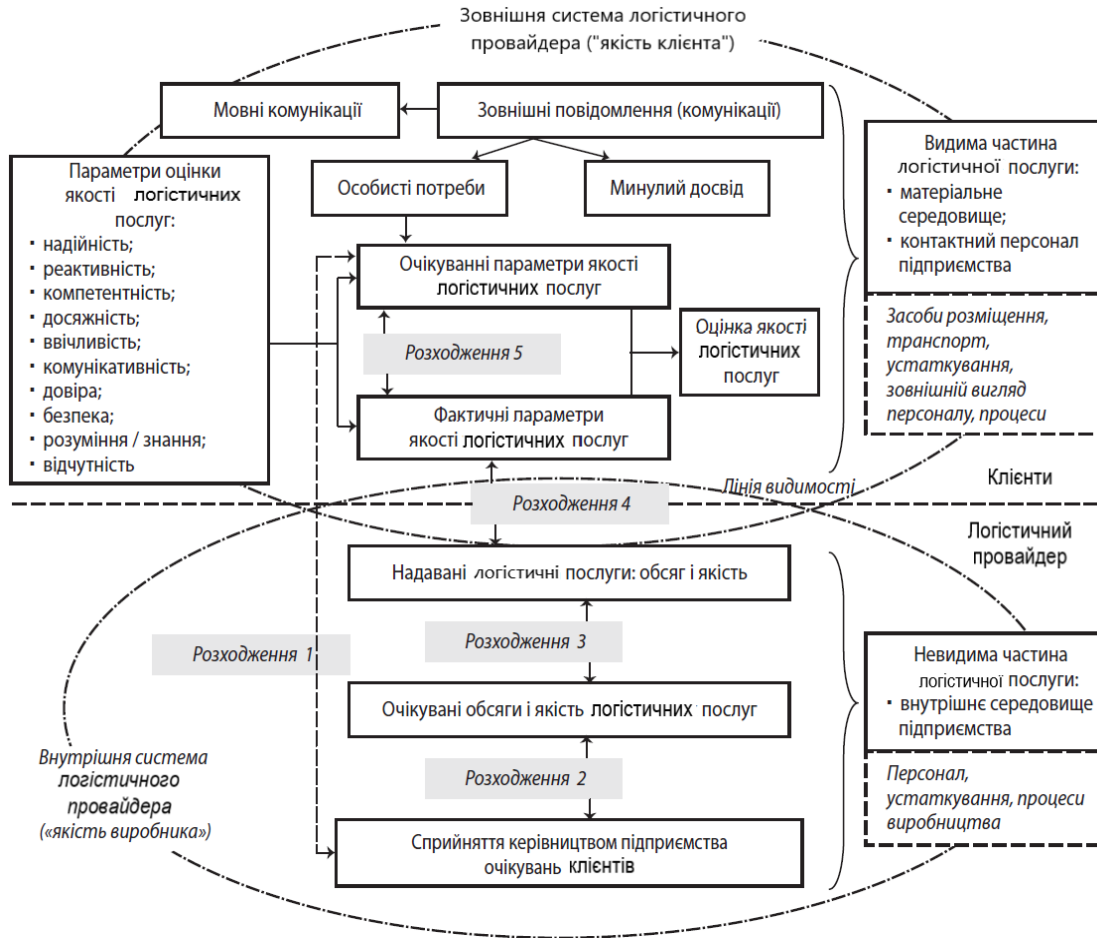 Зовнішня система логістичного
провайдера ("якість клієнта")
Мовні комунікації
Зовнішні повідомлення (комунікації)
Параметри оцінки
якості логістичних
послуг:
· надійність;
· реактивність;
· компетентність;
· досяжність;
· ввічливість;
· комунікативність;
· довіра;
· безпека;
· розуміння / знання;
· відчутність
Особисті потреби
Минулий досвід
Видима частина
логістичної послуги:
· матеріальне
середовище;
· контактний персонал
підприємства
Засоби розміщення,
транспорт,
устаткування,
зовнішній вигляд
персоналу, процеси
Очікуванні параметри якості
логістичних послуг
Розходження 5
Оцінка якості
логістичних
послуг
Фактичні параметри
якості логістичних послуг
Розходження 4
Лінія видимості
Клієнти
Логістичний
провайдер
Надавані логістичні послуги: обсяг і якість
Розходження 3
Розходження 1
Очікувані обсяги і якість логістичних послуг
Розходження 2
Сприйняття керівництвом підприємства
очікувань клієнтів
Внутрішня система
логістичного
провайдера
(«якість виробника»)
Невидима частина
логістичної послуги:
· внутрішнє середовище
підприємства
Персонал,
устаткування, процеси
виробництва